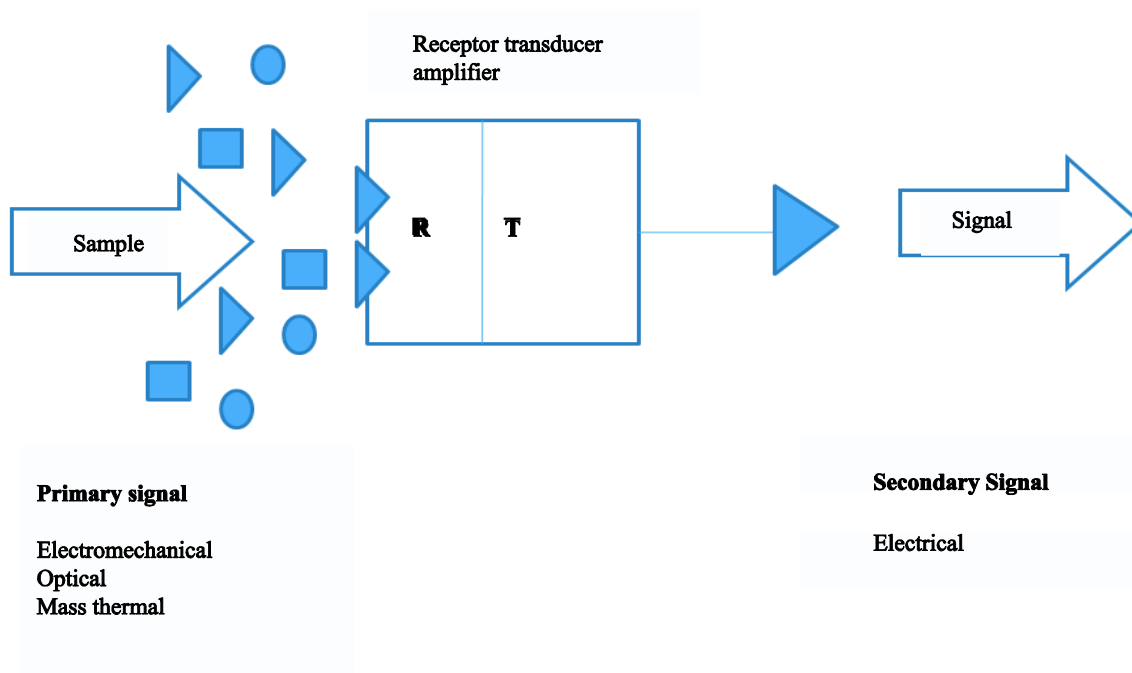 Receptor transducer
amplifier
Sample
R
T
Signal
Primary signal
Electromechanical
Optical
Mass thermal
Secondary Signal
Electrical